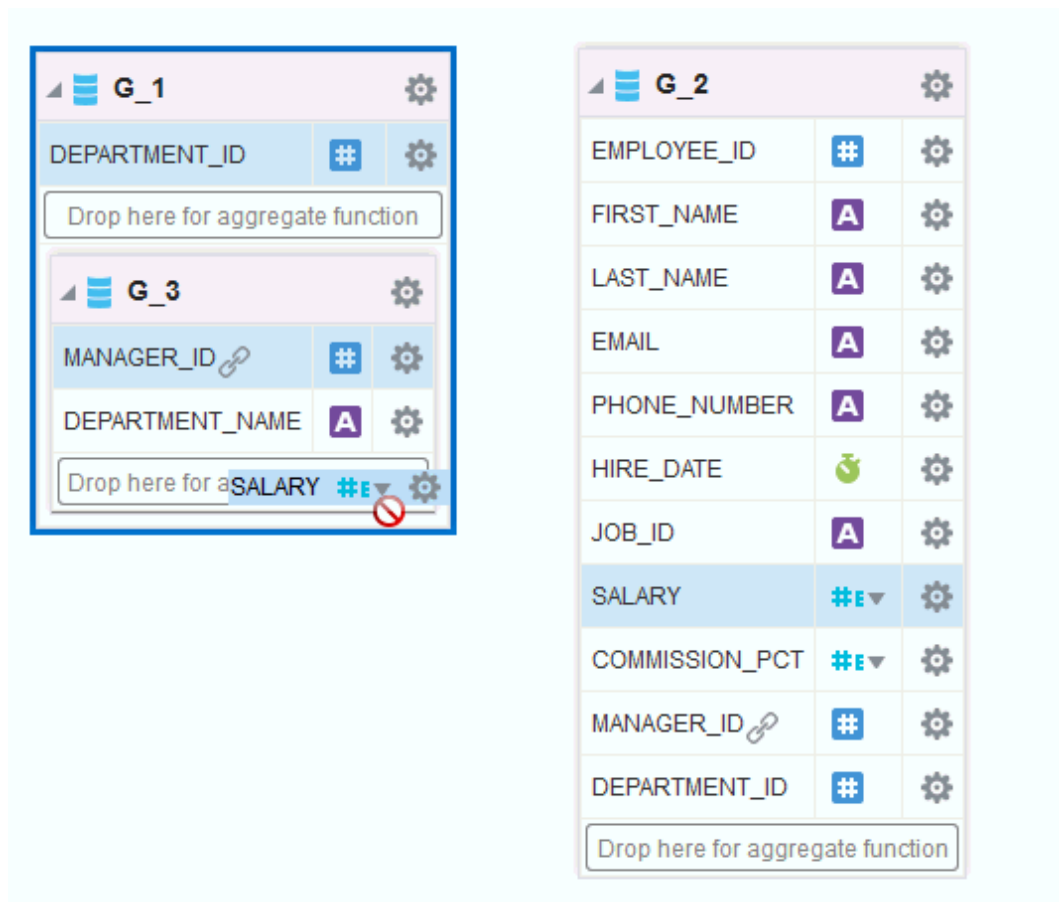 G_1
DEPARTMENT_ID #
Drop here for aggregate function
G_3
MANAGER_ID #
DEPARTMENT_NAME A
Drop here for a
SALARY #E
G_2
EMPLOYEE_ID #
FIRST_NAME A
LAST_NAME A
EMAIL A
PHONE_NUMBER A
HIRE_DATE
JOB_ID A
SALARY #E
COMMISSION_PCT #E
MANAGER_ID #
DEPARTMENT_ID #
Drop here for aggregate function